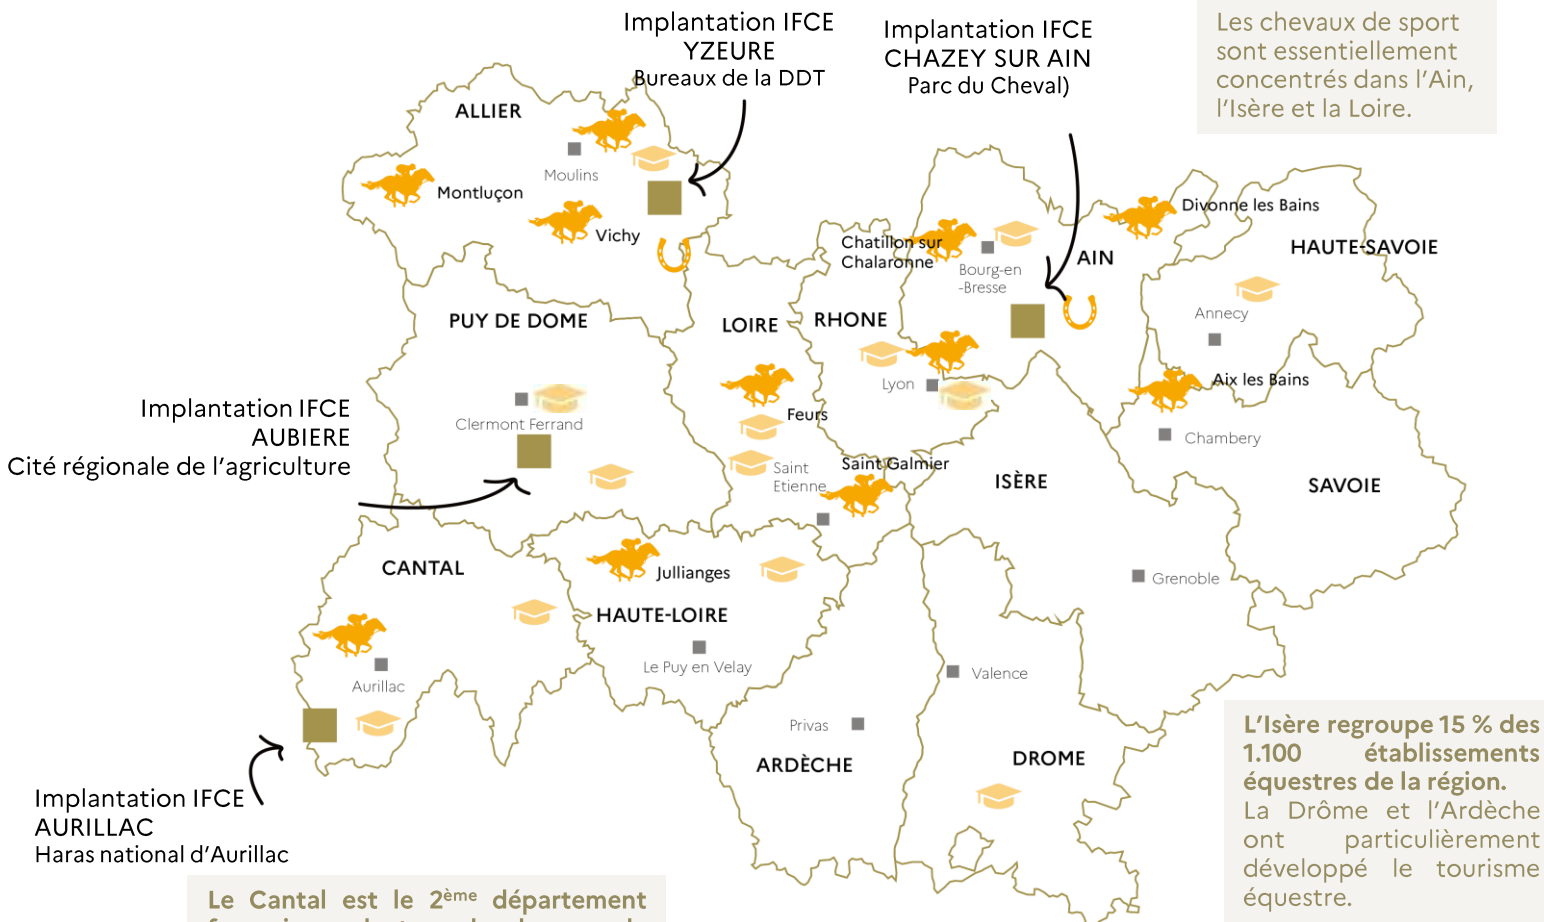 Implantation IFCE
YZEURE
Bureaux de la DDT
Implantation IFCE
CHAZEY SUR AIN
Parc du Cheval)
Les chevaux de sport
sont essentiellement
concentrés dans l'Ain,
l'Isère et la Loire.
ALLIER
Moulins
Montluçon
Vichy
Divonne les Bains
Chatillon sur
Chalaronne
HAUTE-SAVOIE
AIN
Bourg-en
-Bresse
Annecy
PUY DE DOME
LOIRE
RHONE
Lyon
Aix les Bains
Implantation IFCE
AUBIERE
Cité régionale de l'agriculture
Clermont Ferrand
Feurs
Chambery
Saint
Etienne
Saint Galmier
ISÈRE
SAVOIE
CANTAL
Jullianges
Grenoble
HAUTE-LOIRE
Le Puy en Velay
Valence
Aurillac
Privas
ARDÈCHE
DROME
Implantation IFCE
AURILLAC
Haras national d'Aurillac
L'Isère regroupe 15 % des
1.100 établissements
équestres de la région.
La Drôme et l'Ardèche
ont particulièrement
développé le tourisme
équestre.
Le Cantal est le 2ème département